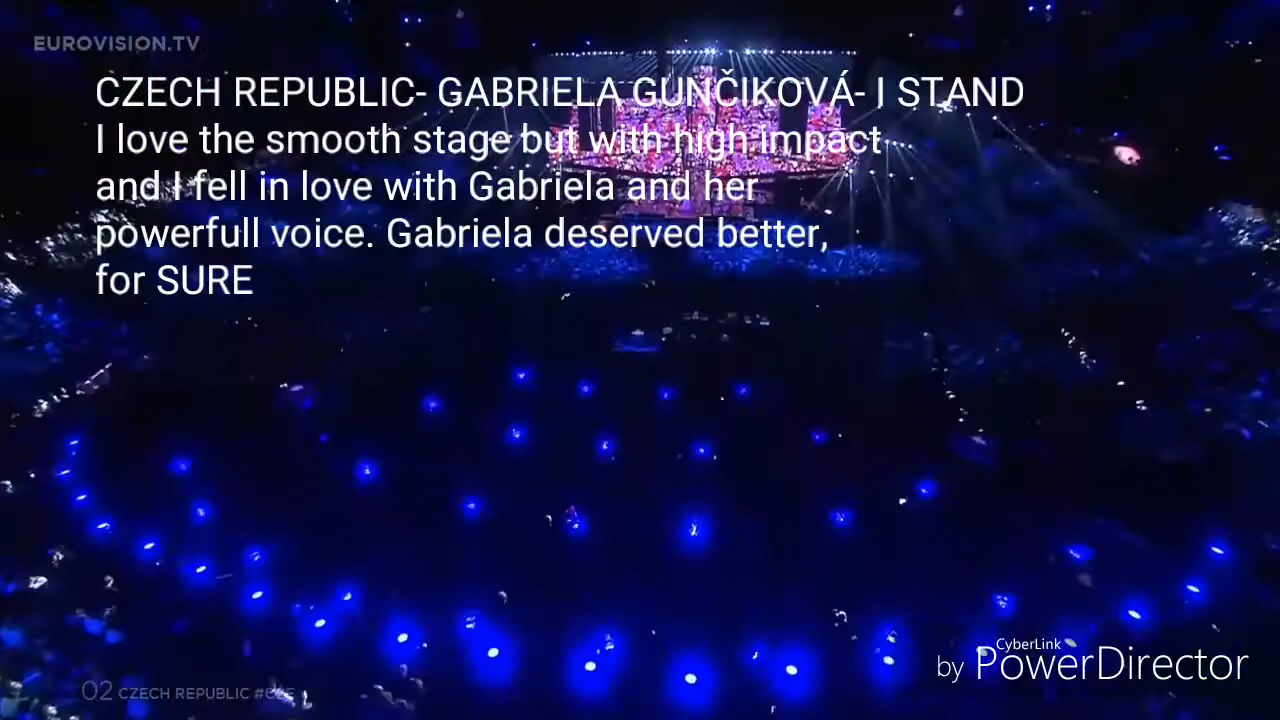 EUROVISION.TV
CZECH REPUBLIC- GABRIELA GUNČIKOVÁ- I STAND
I love the smooth stage but with high impact
and I fell in love with Gabriela and her
powerfull voice. Gabriela deserved better,
for SURE
CyberLink
by PowerDirector
02 CZECH REPUBLIC #CZE